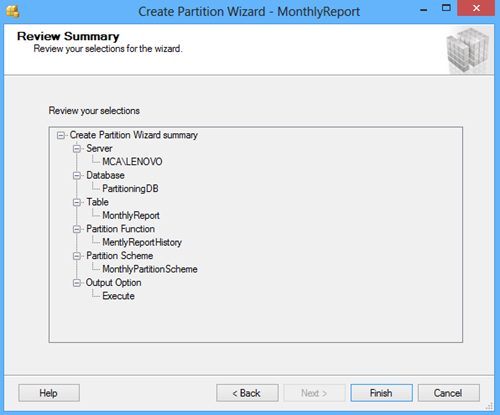 Create Partition Wizard - MonthlyReport
Review Summary
Review your selections for the wizard.
Review your selections
Create Partition Wizard summary
Server
MCA\LENOVO
Database
PartitioningDB
Table
MonthlyReport
Partition Function
MentlyReportHistory
Partition Scheme
MonthlyPartitionScheme
Output Option
Execute
Help
< Back
Next >
Finish
Cancel